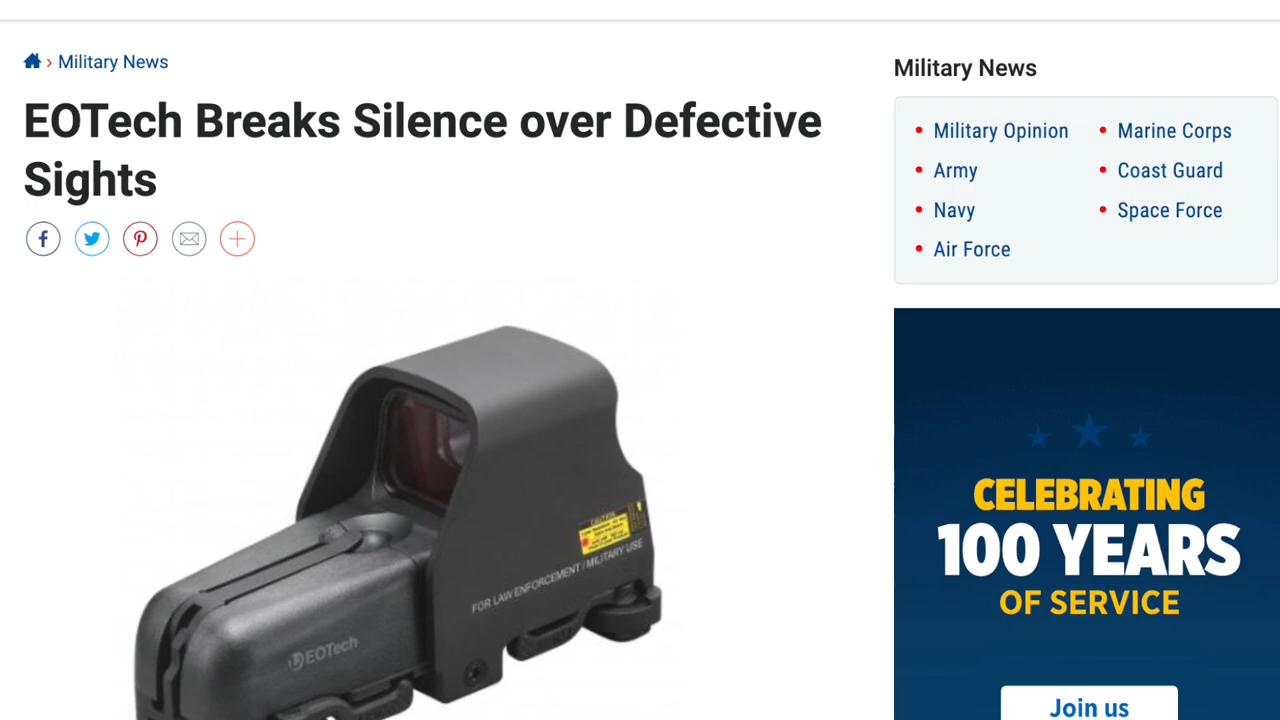 Military News
EOTech Breaks Silence over Defective
Sights
FOR LAW ENFORCEMENT / MILITARY USE
EOTech
Military News
Military Opinion
Army
Navy
Air Force
Marine Corps
Coast Guard
Space Force
CELEBRATING
100 YEARS
OF SERVICE
Join us